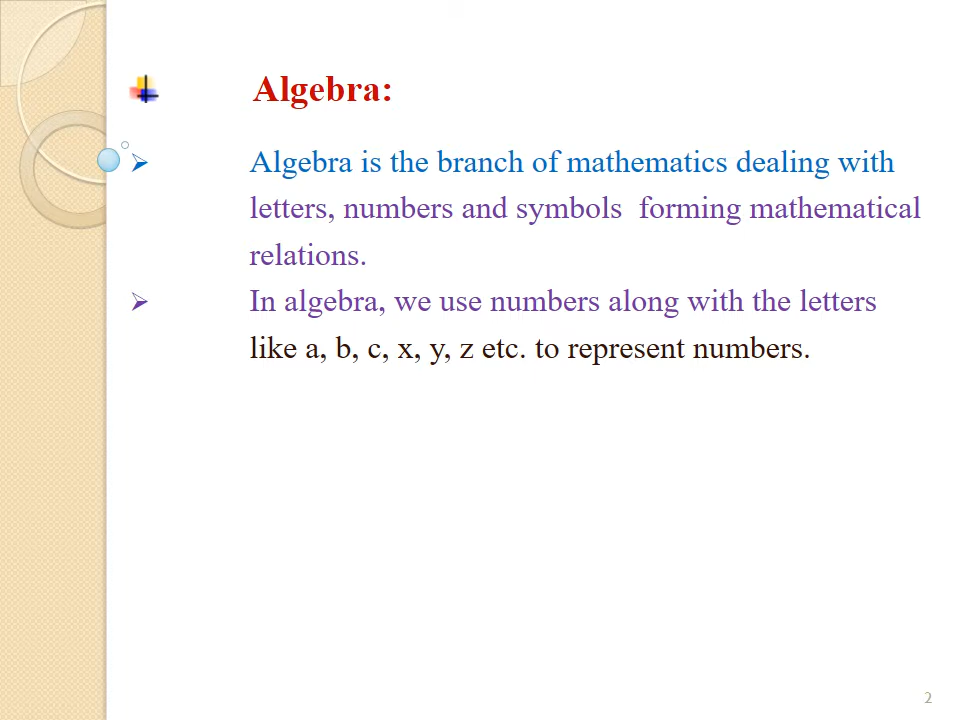 Algebra:
Algebra is the branch of mathematics dealing with
letters, numbers and symbols  forming mathematical
relations.
In algebra, we use numbers along with the letters
like a, b, c, x, y, z etc. to represent numbers.
2